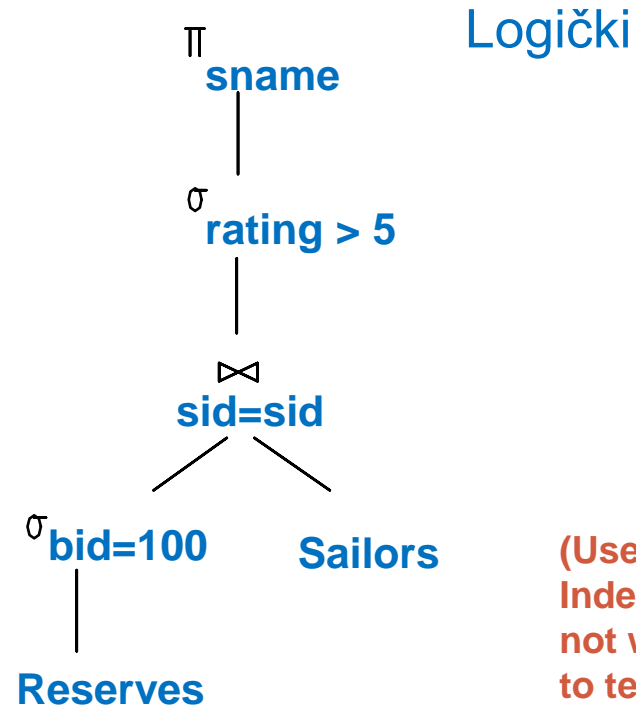 Logički
π
sname
σ
rating > 5
⋈
sid=sid
σ bid=100
Sailors
Reserves
(Use
Inde
not w
to te